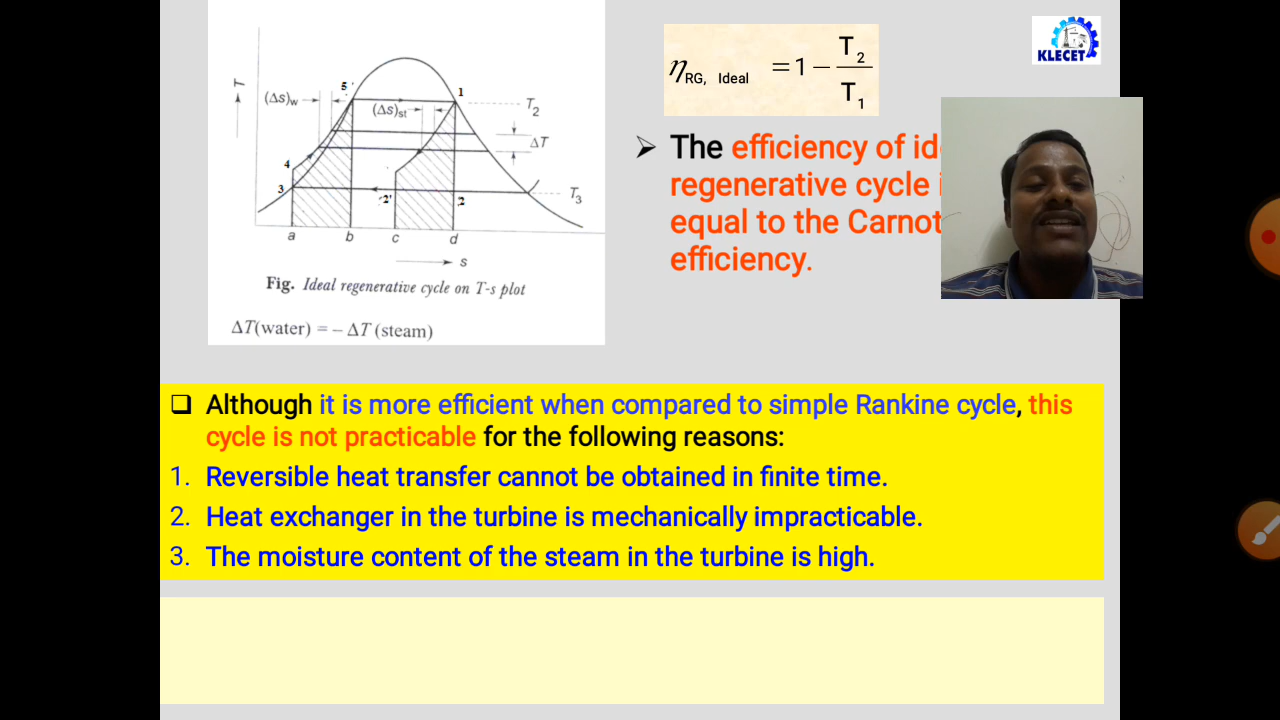 T
5
1
(Δs)w
(Δs)st
T2
ΔT
4
3
2'
2
T3
a b c d
s
Fig. Ideal regenerative cycle on T-s plot
ΔT(water) = – ΔT (steam)
ηRG, Ideal = 1 – T2 / T1
KLECET
➢ The efficiency of
regenerative cycle
equal to the Carnot
efficiency.
❑ Although it is more efficient when compared to simple Rankine cycle, this
cycle is not practicable for the following reasons:
1. Reversible heat transfer cannot be obtained in finite time.
2. Heat exchanger in the turbine is mechanically impracticable.
3. The moisture content of the steam in the turbine is high.